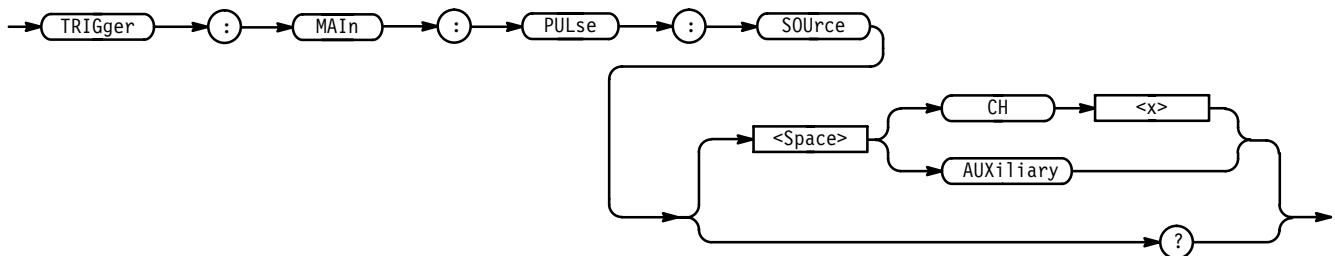 TRIGger : MAIn : PULse : SOUrce
CH <x>
<Space>
AUXiliary
?